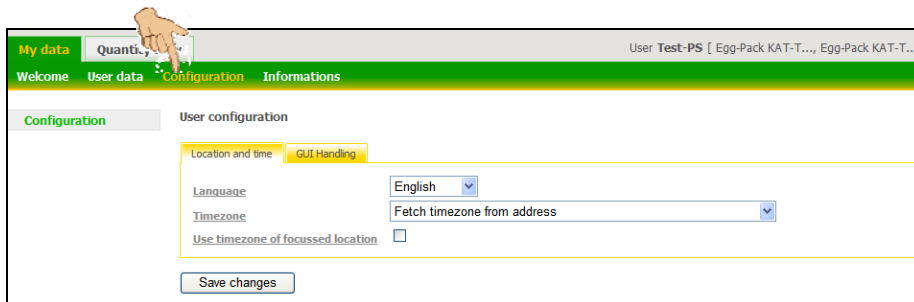 My data Quantity User Test-PS [ Egg-Pack KAT-T..., Egg-Pack KAT-T...
Welcome User data Configuration Informations
Configuration
User configuration
Location and time GUI Handling
Language English
Timezone Fetch timezone from address
Use timezone of focussed location
Save changes